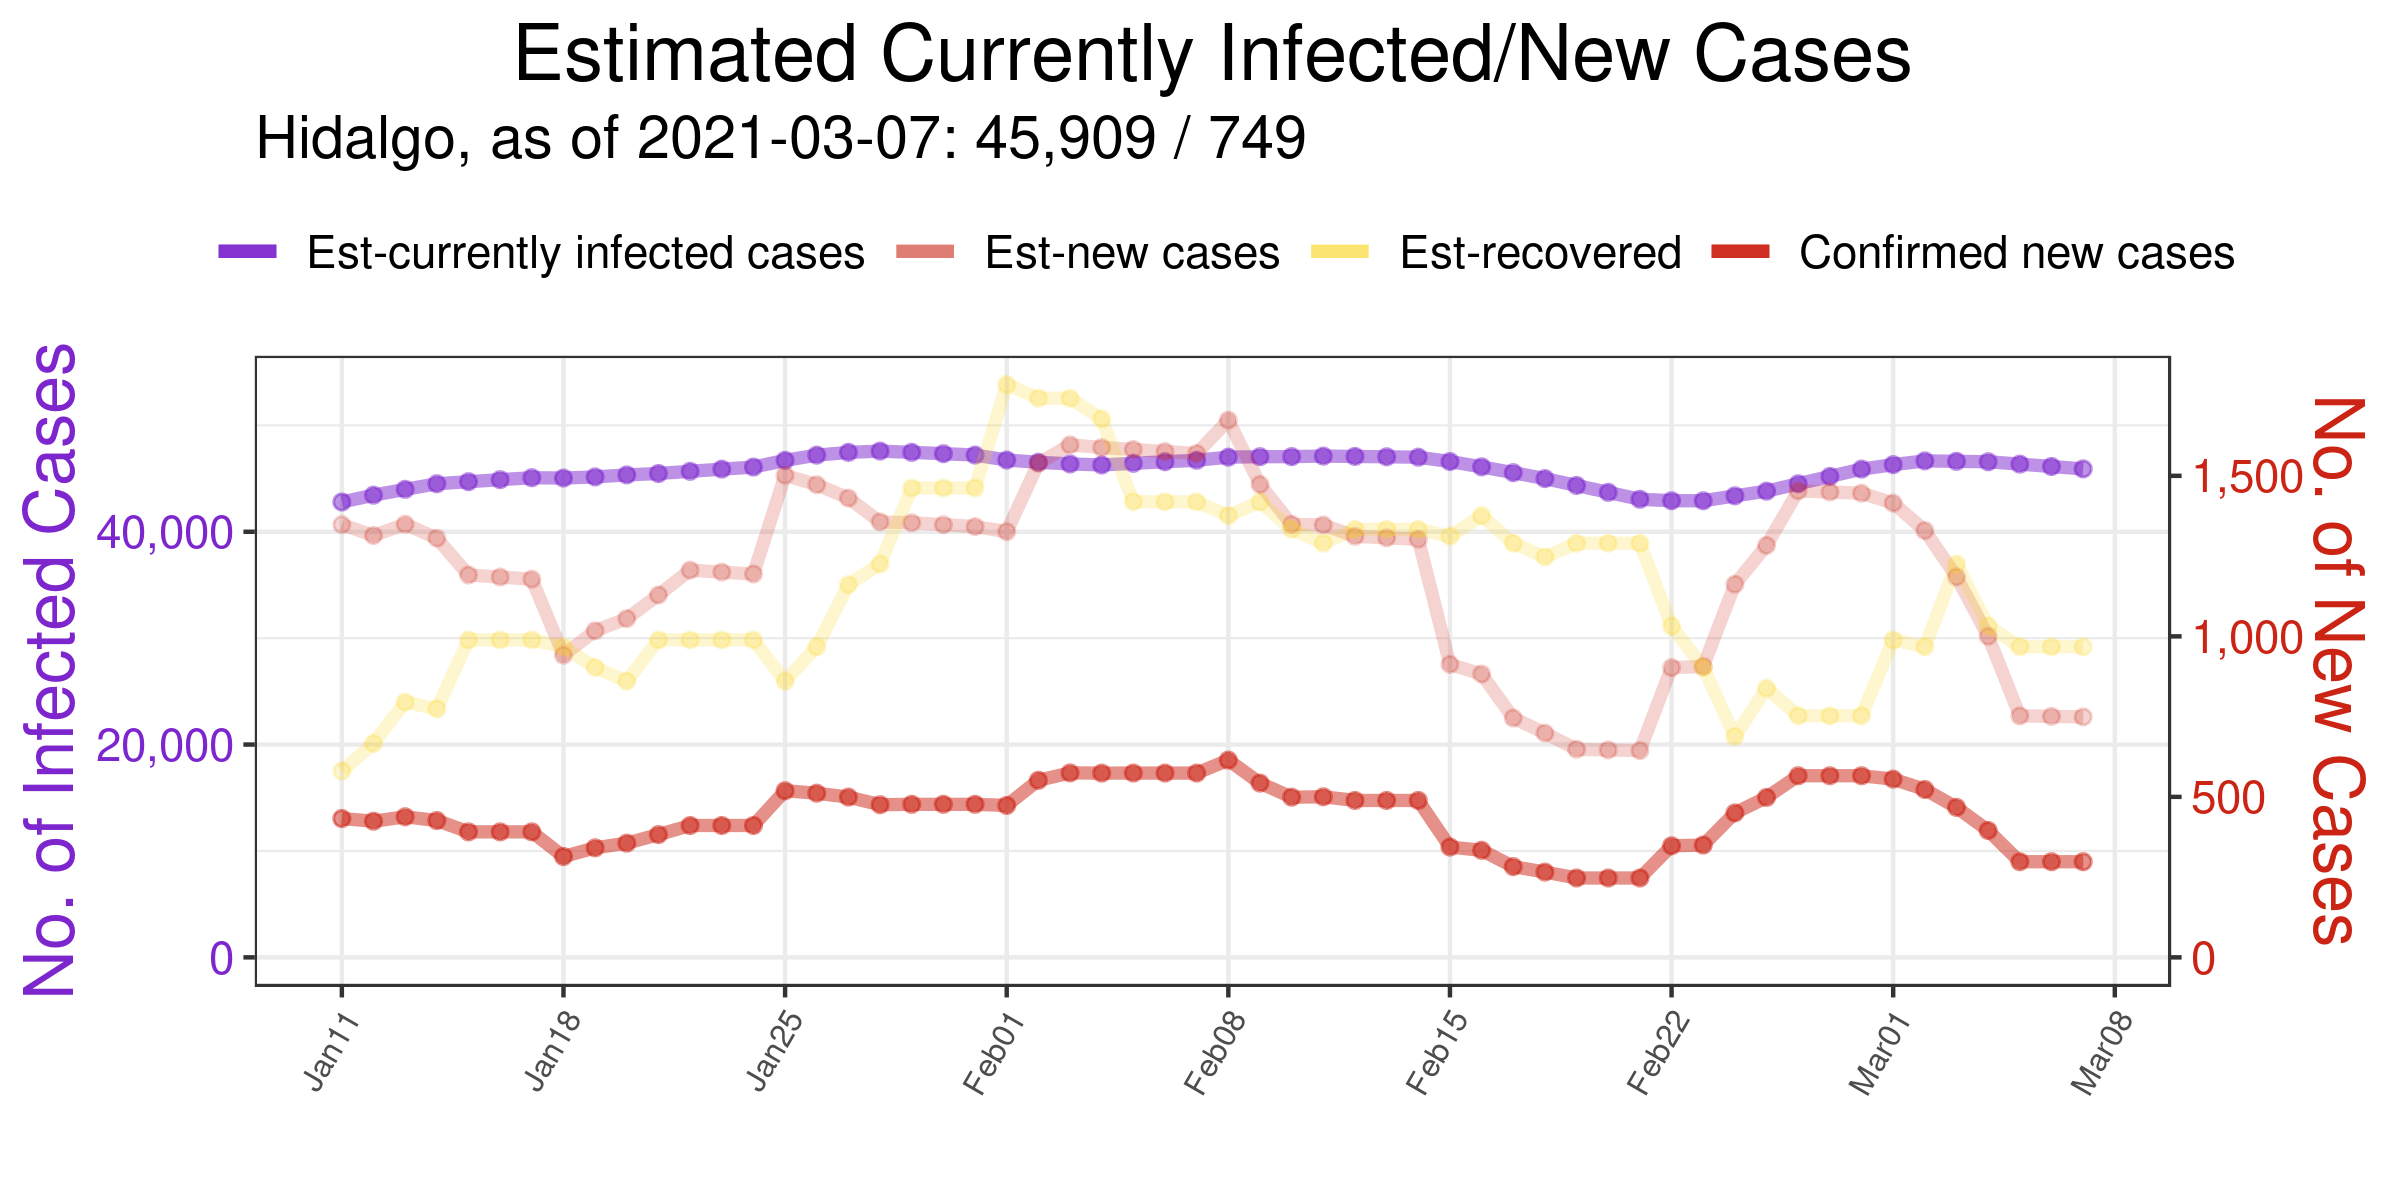 Estimated Currently Infected/New Cases
Hidalgo, as of 2021-03-07: 45,909 / 749
Est-currently infected cases
Est-new cases
Est-recovered
Confirmed new cases
No. of Infected Cases
40,000
20,000
0
No. of New Cases
1,500
1,000
500
0
Jan11
Jan18
Jan25
Feb01
Feb08
Feb15
Feb22
Mar01
Mar08